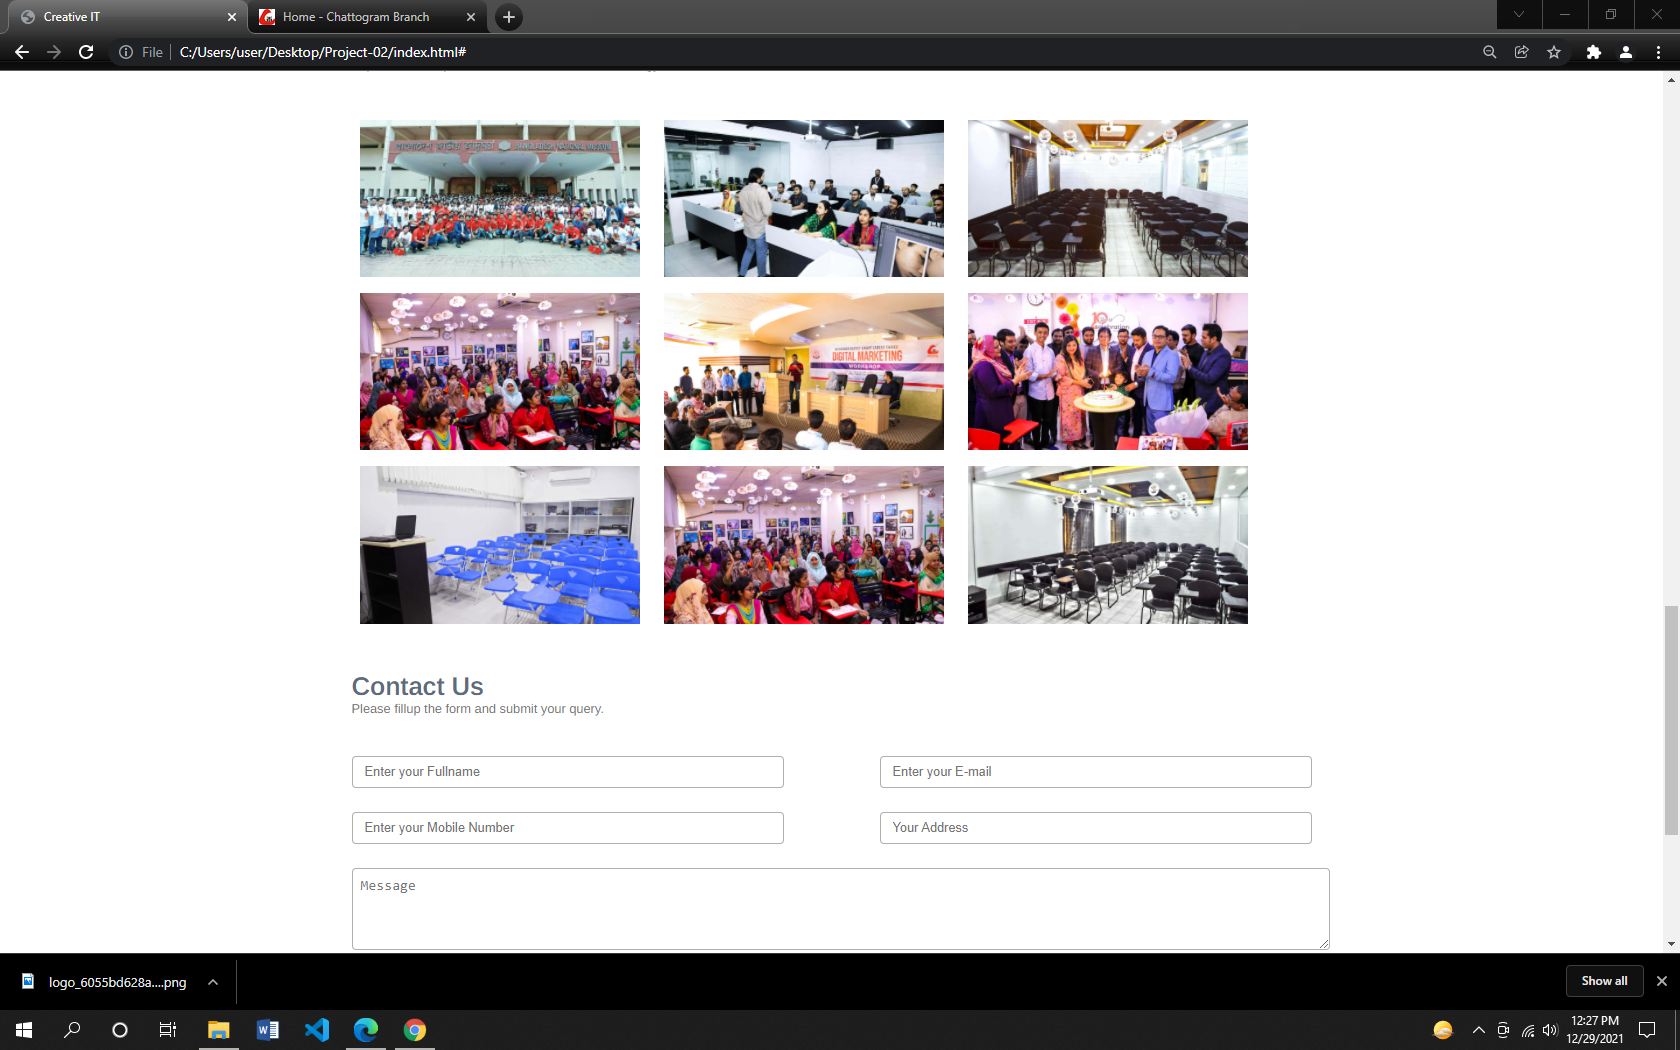 Creative IT
Home - Chattogram Branch
File
C:/Users/user/Desktop/Project-02/index.html#
DIGITAL MARKETING
WORKSHOP
Contact Us
Please fillup the form and submit your query.
Enter your Fullname
Enter your E-mail
Enter your Mobile Number
Your Address
Message
logo_6055bd628a....png
Show all
12:27 PM
12/29/2021